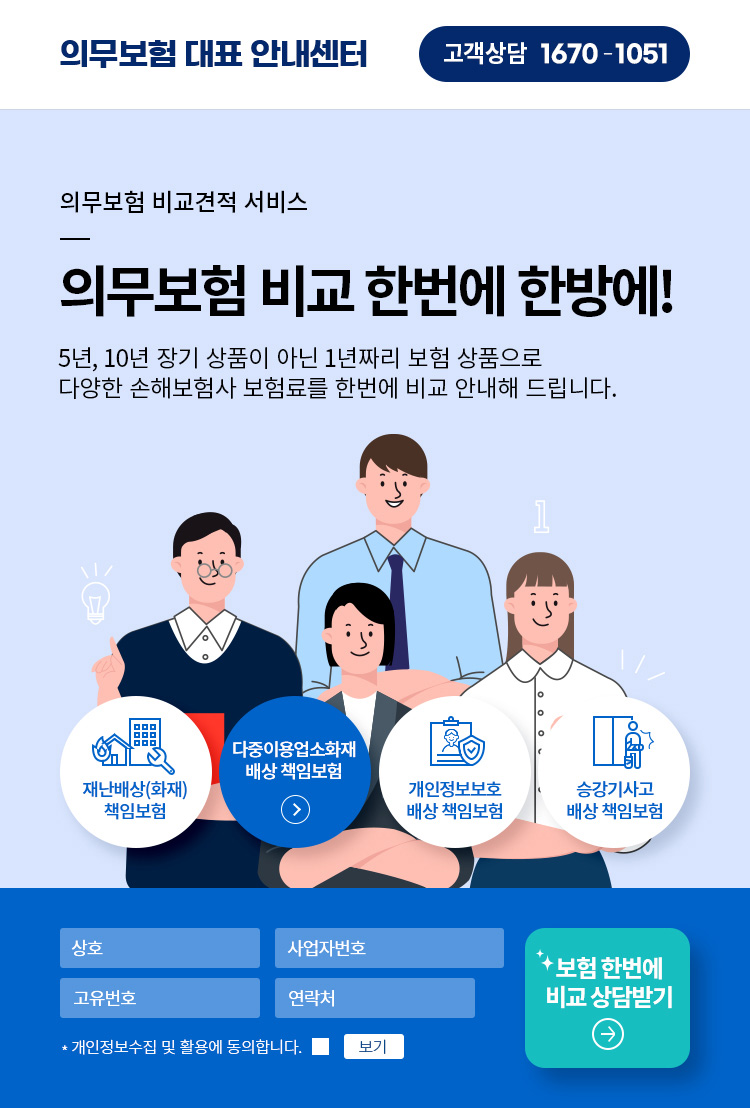 의무보험 대표 안내센터
고객상담 1670-1051
의무보험 비교견적 서비스
의무보험 비교 한번에 한방에!
5년, 10년 장기 상품이 아닌 1년짜리 보험 상품으로
다양한 손해보험사 보험료를 한번에 비교 안내해 드립니다.
1
재난배상(화재)
책임보험
다중이용업소화재
배상 책임보험
개인정보보호
배상 책임보험
승강기사고
배상 책임보험
상호
사업자번호
고유번호
연락처
* 개인정보수집 및 활용에 동의합니다.
보기
보험 한번에
비교 상담받기